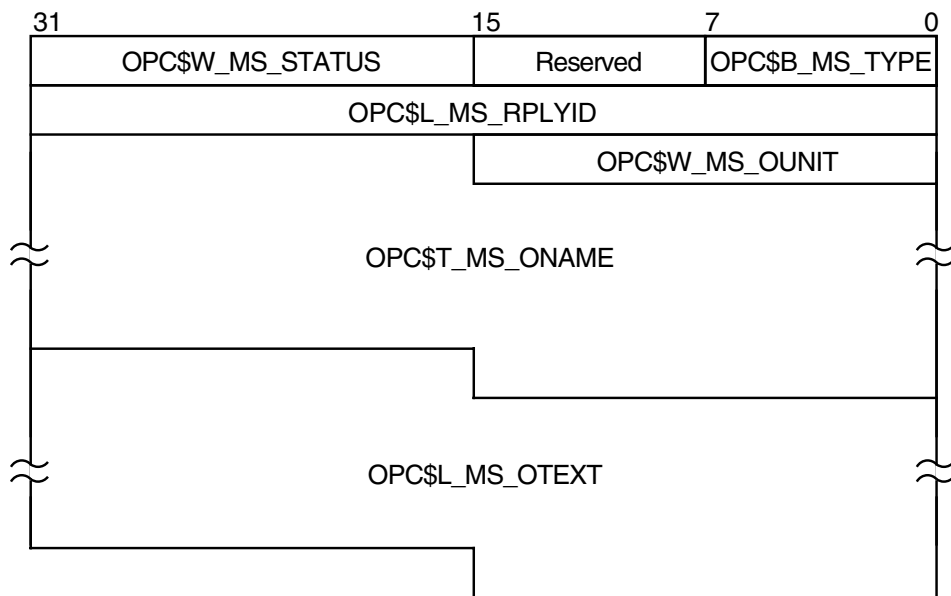 31 15 7 0
OPC$W_MS_STATUS Reserved OPC$B_MS_TYPE
OPC$L_MS_RPLYID
OPC$W_MS_OUNIT
OPC$T_MS_ONAME
OPC$L_MS_OTEXT